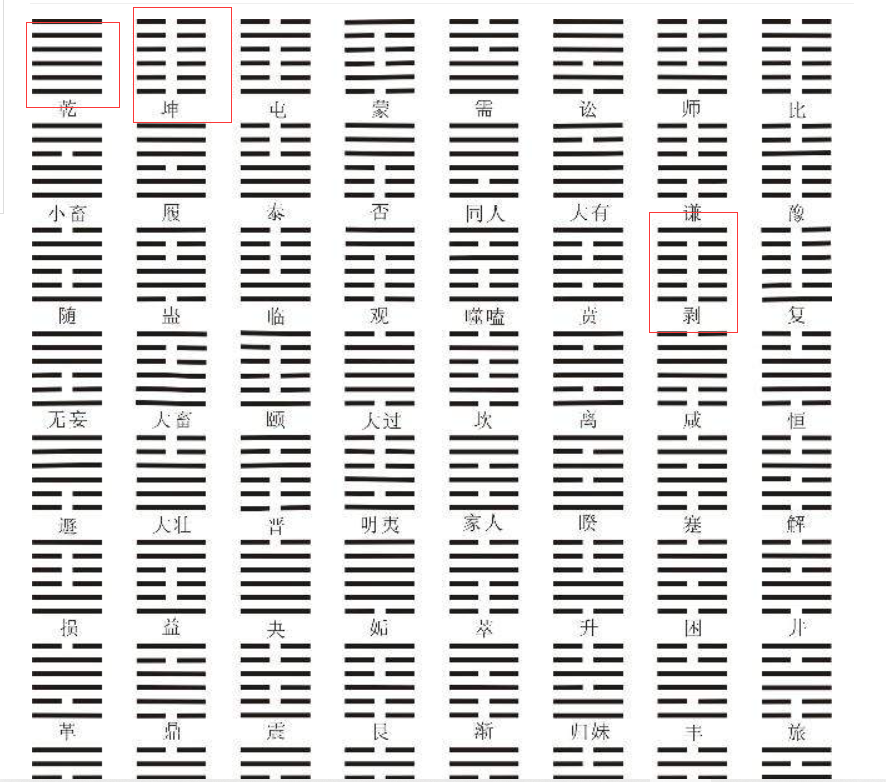 乾 坤 屯 蒙 需 讼 师 比
小畜 履 泰 否 同人 大有 谦 豫
随 蛊 临 观 噬嗑 贲 剥 复
无妄 大畜 颐 大过 坎 离 咸 恒
遯 大壮 晋 明夷 家人 睽 蹇 解
损 益 夬 姤 萃 升 困 井
革 鼎 震 艮 渐 归妹 丰 旅